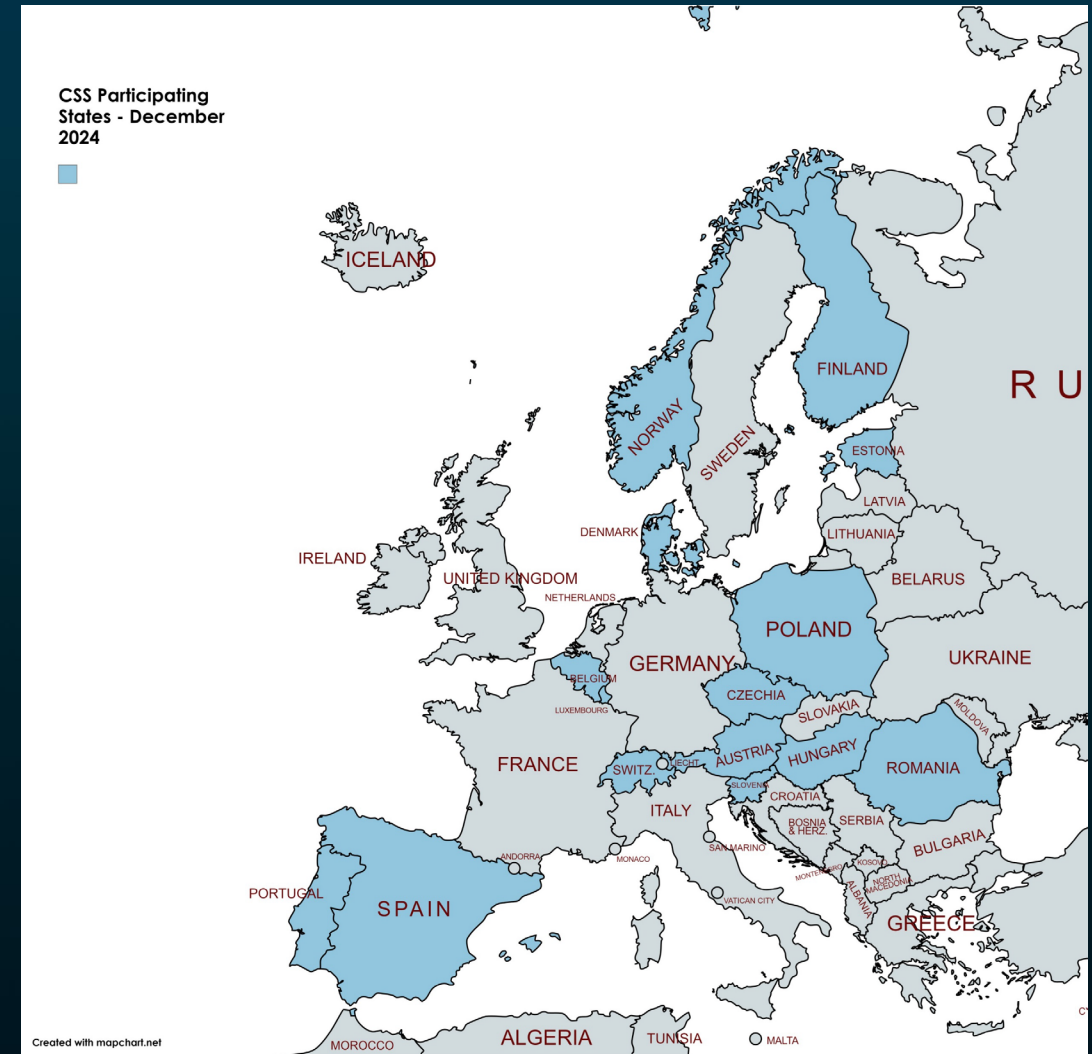 CSS Participating
States - December
2024
ICELAND
FINLAND
R U
NORWAY
SWEDEN
ESTONIA
LATVIA
DENMARK
LITHUANIA
IRELAND
UNITED KINGDOM
BELARUS
NETHERLANDS
POLAND
GERMANY
UKRAINE
BELGIUM
CZECHIA
LUXEMBOURG
SLOVAKIA
MOLDOVA
FRANCE
SWITZ.
LIECHT.
AUSTRIA
HUNGARY
ROMANIA
SLOVENIA
CROATIA
ITALY
BOSNIA
& HERZ.
SERBIA
BULGARIA
SAN MARINO
ANDORRA
MONACO
MONTENEGRO
KOSOVO
NORTH
MACEDONIA
ALBANIA
PORTUGAL
SPAIN
VATICAN CITY
GREECE
CY
Created with mapchart.net
MOROCCO
ALGERIA
TUNISIA
MALTA